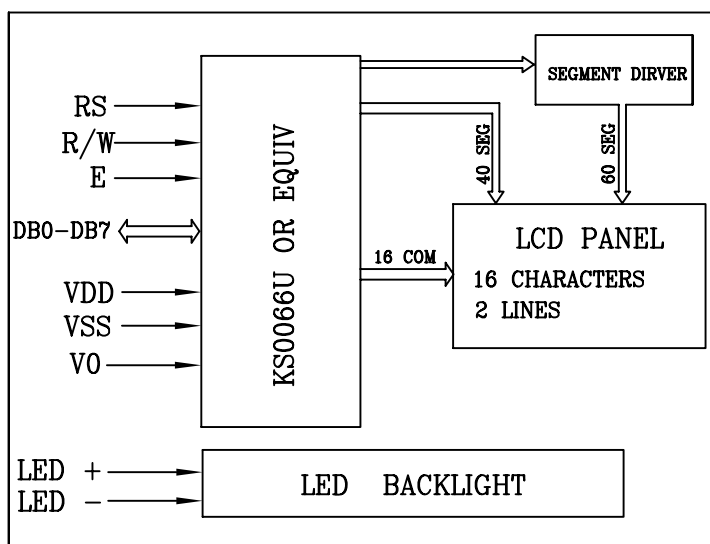 RS
R/W
E
DB0-DB7
VDD
VSS
V0
KS0066U OR EQUIV
SEGMENT DIRVER
40 SEG
60 SEG
16 COM
LCD PANEL
16 CHARACTERS
2 LINES
LED +
LED -
LED BACKLIGHT